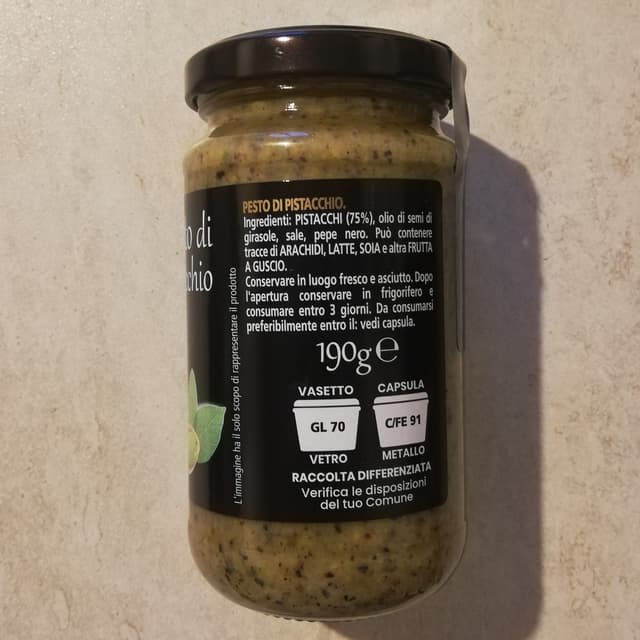 PESTO DI PISTACCHIO.
Ingredienti: PISTACCHI (75%), olio di semi di
girasole, sale, pepe nero. Può contenere
tracce di ARACHIDI, LATTE, SOIA e altra FRUTTA
A GUSCIO.
Conservare in luogo fresco e asciutto. Dopo
l'apertura conservare in frigorifero e
consumare entro 3 giorni. Da consumarsi
preferibilmente entro il: vedi capsula.
190g e
VASETTO CAPSULA
GL 70 C/FE 91
VETRO METALLO
RACCOLTA DIFFERENZIATA
Verifica le disposizioni
del tuo Comune
L'immagine ha il solo scopo di rappresentare il prodotto
di